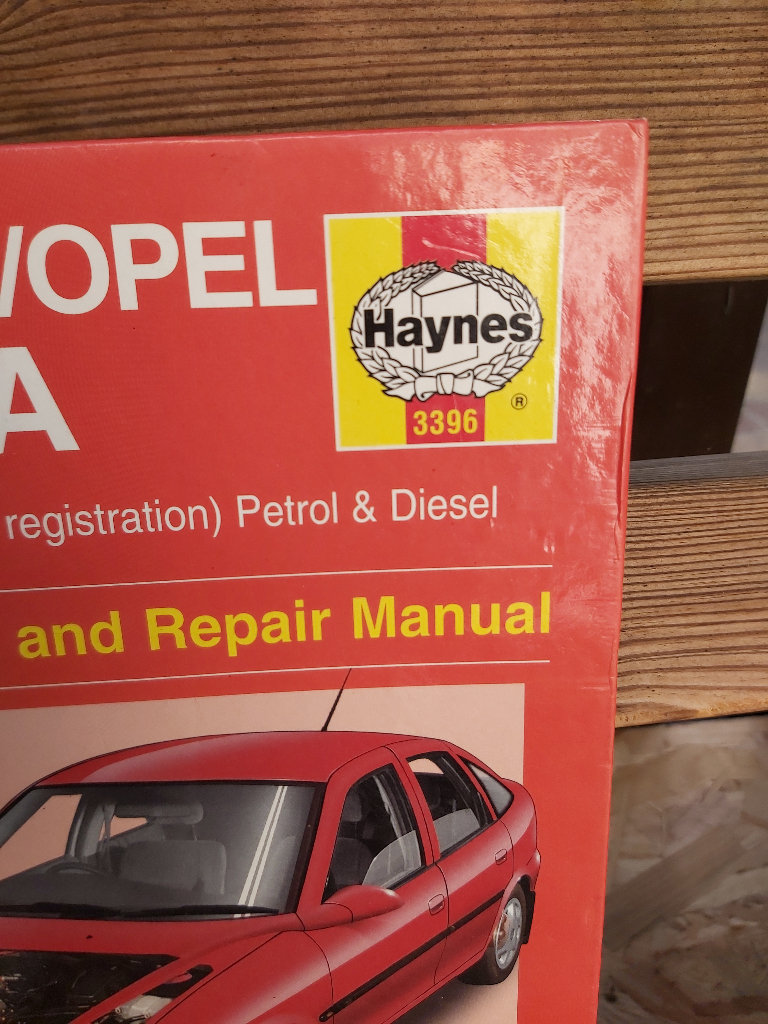 /OPEL
Haynes
®
3396
A
registration) Petrol & Diesel
and Repair Manual